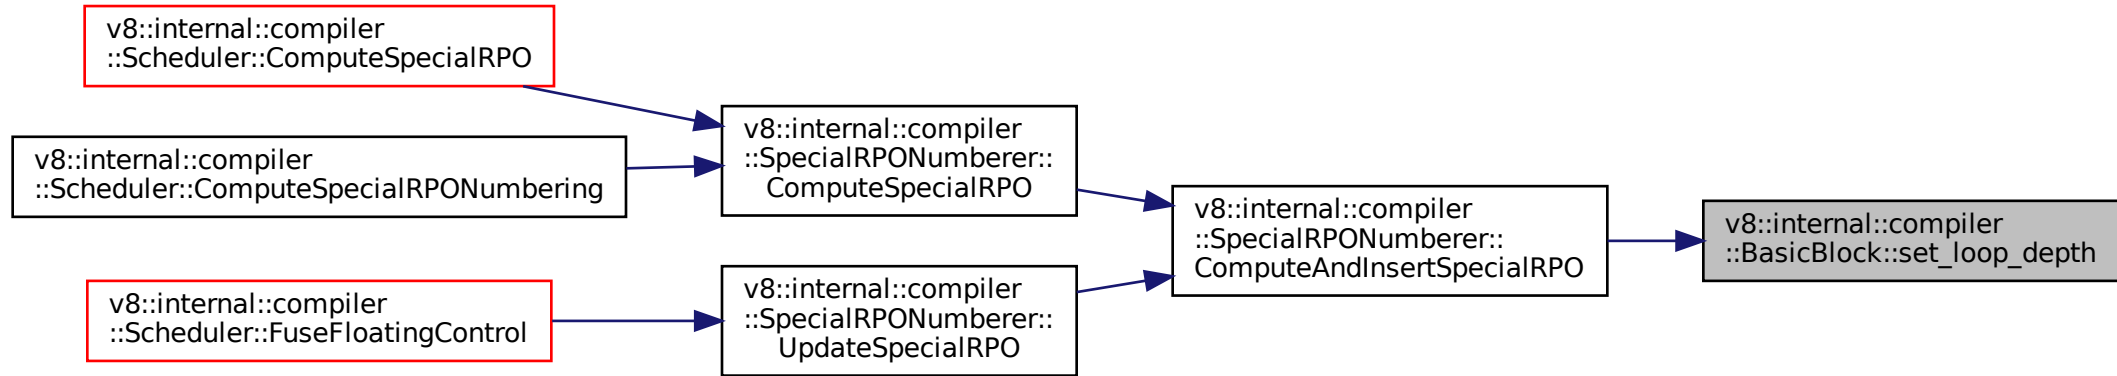 v8::internal::compiler
::Scheduler::ComputeSpecialRPO
v8::internal::compiler
::Scheduler::ComputeSpecialRPONumbering
v8::internal::compiler
::Scheduler::FuseFloatingControl
v8::internal::compiler
::SpecialRPONumberer::
ComputeSpecialRPO
v8::internal::compiler
::SpecialRPONumberer::
UpdateSpecialRPO
v8::internal::compiler
::SpecialRPONumberer::
ComputeAndInsertSpecialRPO
v8::internal::compiler
::BasicBlock::set_loop_depth